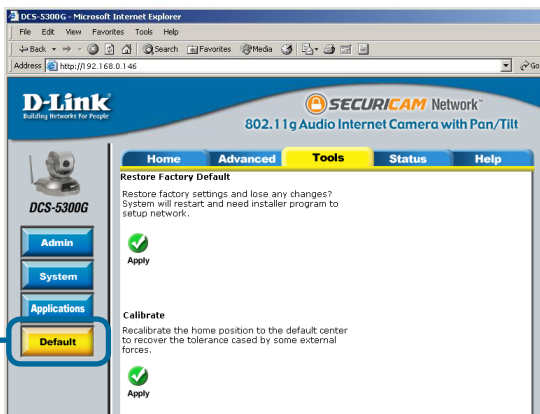 DCS-5300G - Microsoft Internet Explorer
File Edit View Favorites Tools Help
Back Search Favorites Media
Address http://192.168.0.146 Go
D-Link
Building Networks for People
SECURICAM Network™
802.11g Audio Internet Camera with Pan/Tilt
Home Advanced Tools Status Help
DCS-5300G
Admin
System
Applications
Default
Restore Factory Default
Restore factory settings and lose any changes?
System will restart and need installer program to
setup network.
Apply
Calibrate
Recalibrate the home position to the default center
to recover the tolerance cased by some external
forces.
Apply